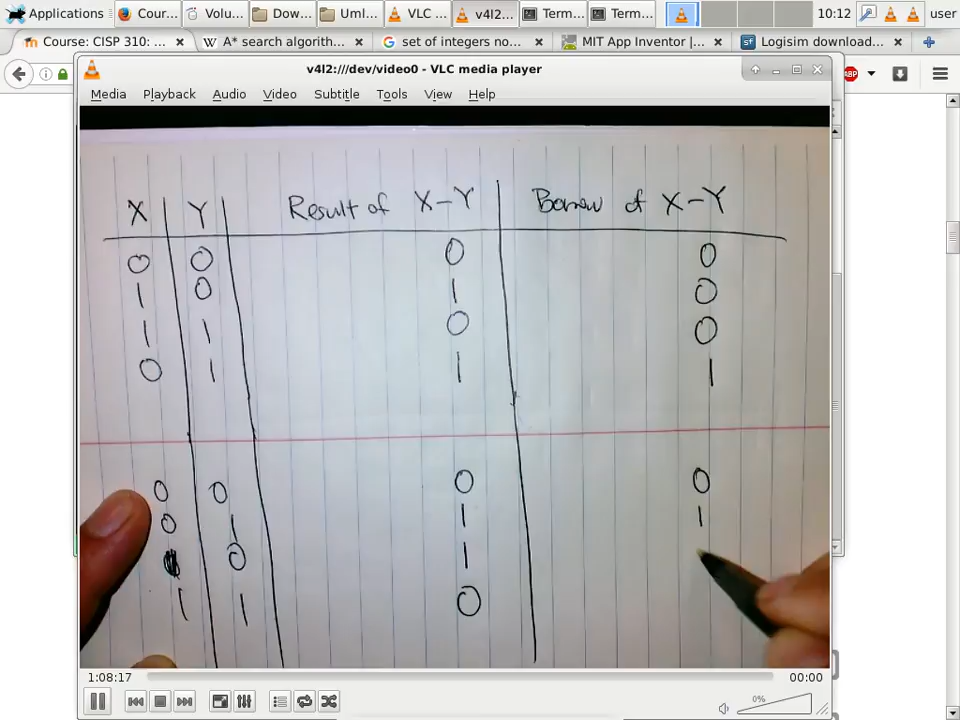 Applications Cour... Volu... Dow... Uml... VLC ... v4l2... Term... Term... 10:12 user
Course: CISP 310: ... × W A* search algorith... × G set of integers no... × MIT App Inventor | ... × sf Logisim download... ×
v4l2:///dev/video0 - VLC media player
ABP
Media Playback Audio Video Subtitle Tools View Help
X Y Result of X-Y Borrow of X-Y
0 0 0 0
1 0 1 0
1 1 0 0
0 1 1 1
0 0 0 0
0 1 1 1
0 1
1 1 0
1:08:17 00:00
0%